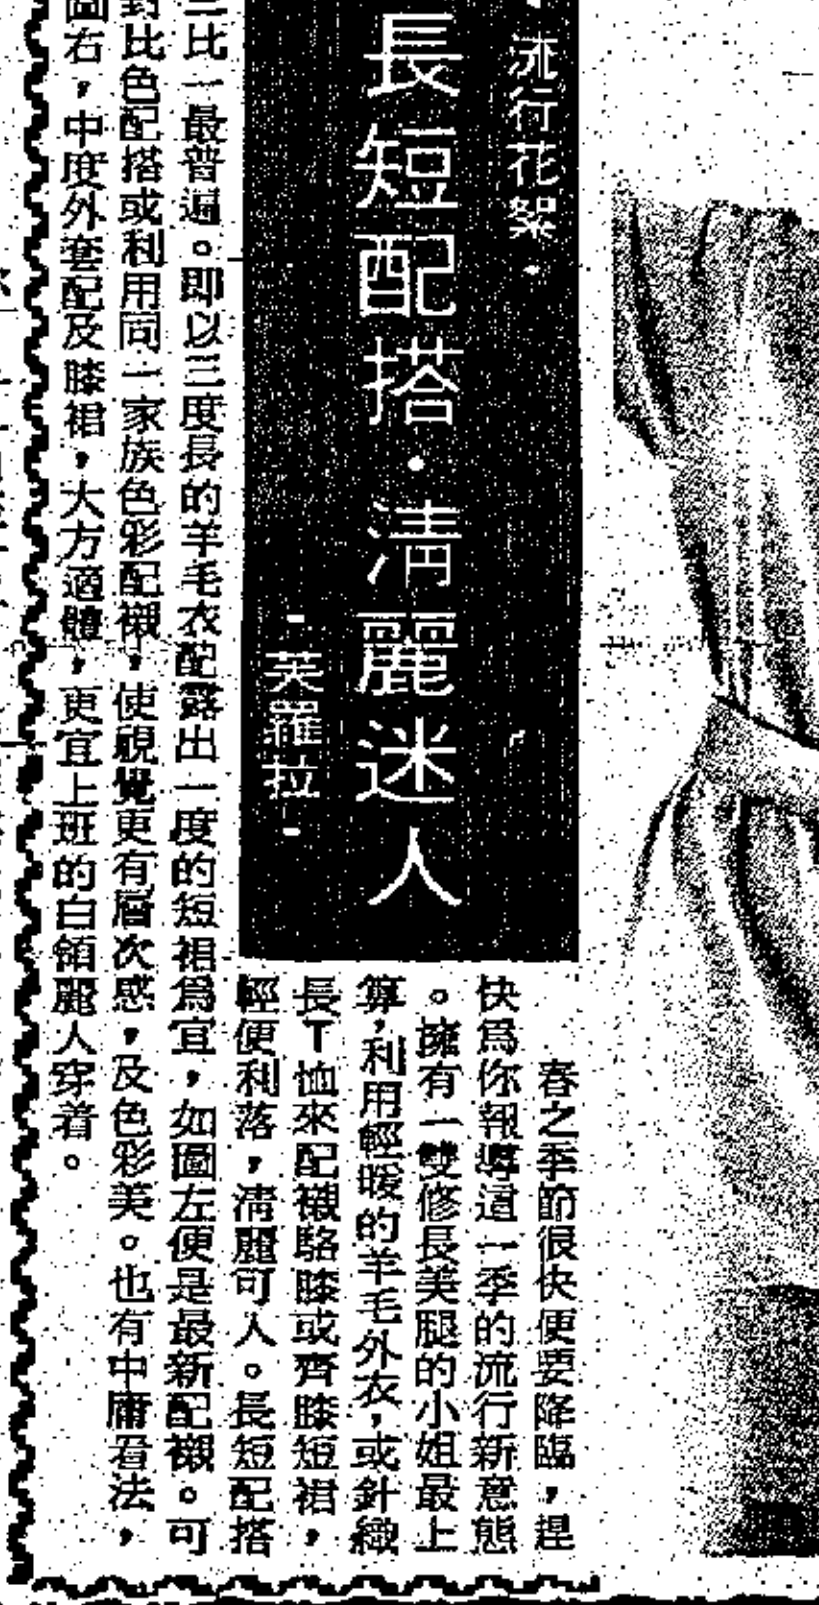 ·流行花絮·
長短配搭·清麗迷人
·芙羅拉·
春之季節很快便要降臨，趕
快爲你報導這一季的流行新意態
。擁有一雙修長美腿的小姐最上
算，利用輕暖的羊毛外衣，或針織
長T恤來配襯駱膝或齊膝短裙，
輕便利落，清麗可人。長短配搭
三比一最普遍。即以三度長的羊毛衣配露出一度的短裙爲宜，如圖左便是最新配襯。可
對比色配搭或利用同一家族色彩配襯，使視覺更有層次感，及色彩美。也有中庸看法，
圖右，中度外套配及膝裙，大方適體，更宜上班的白領麗人穿着。